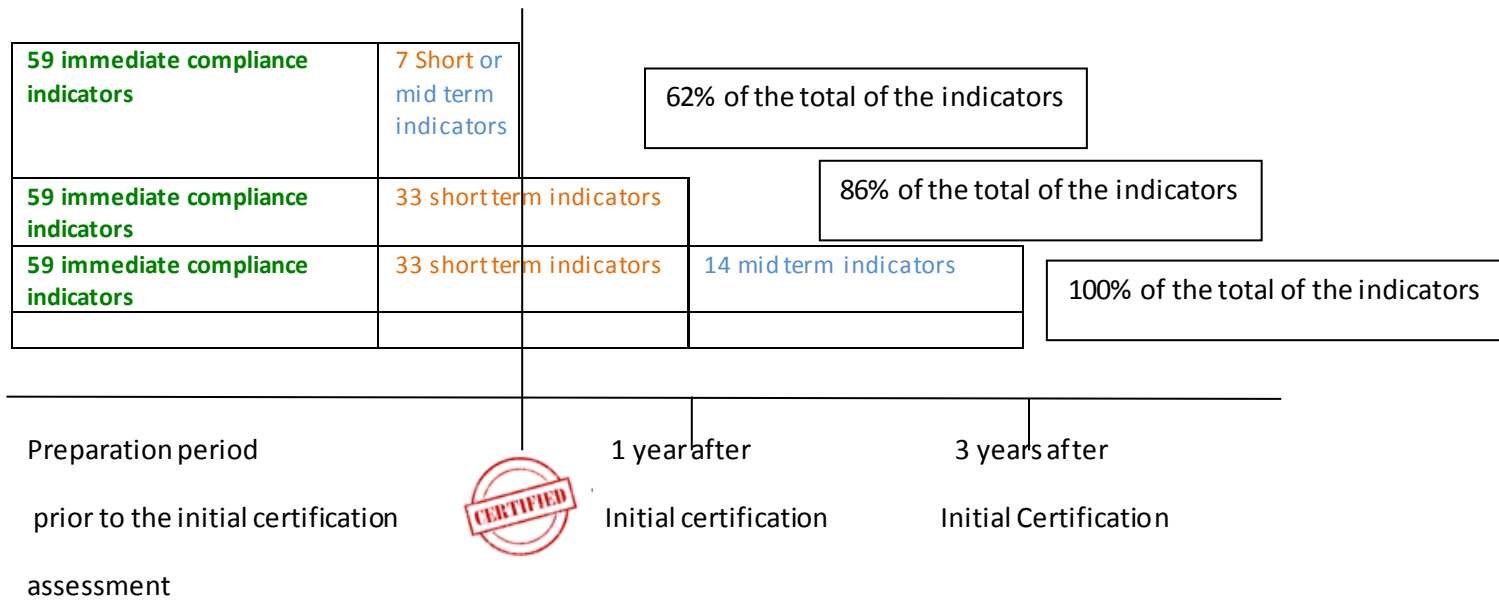 59 immediate compliance
indicators
7 Short or
mid term
indicators
62% of the total of the indicators
59 immediate compliance
indicators
33 short term indicators
86% of the total of the indicators
59 immediate compliance
indicators
33 short term indicators
14 mid term indicators
100% of the total of the indicators
Preparation period
prior to the initial certification
assessment
CERTIFIED
1 year after
Initial certification
3 years after
Initial Certification